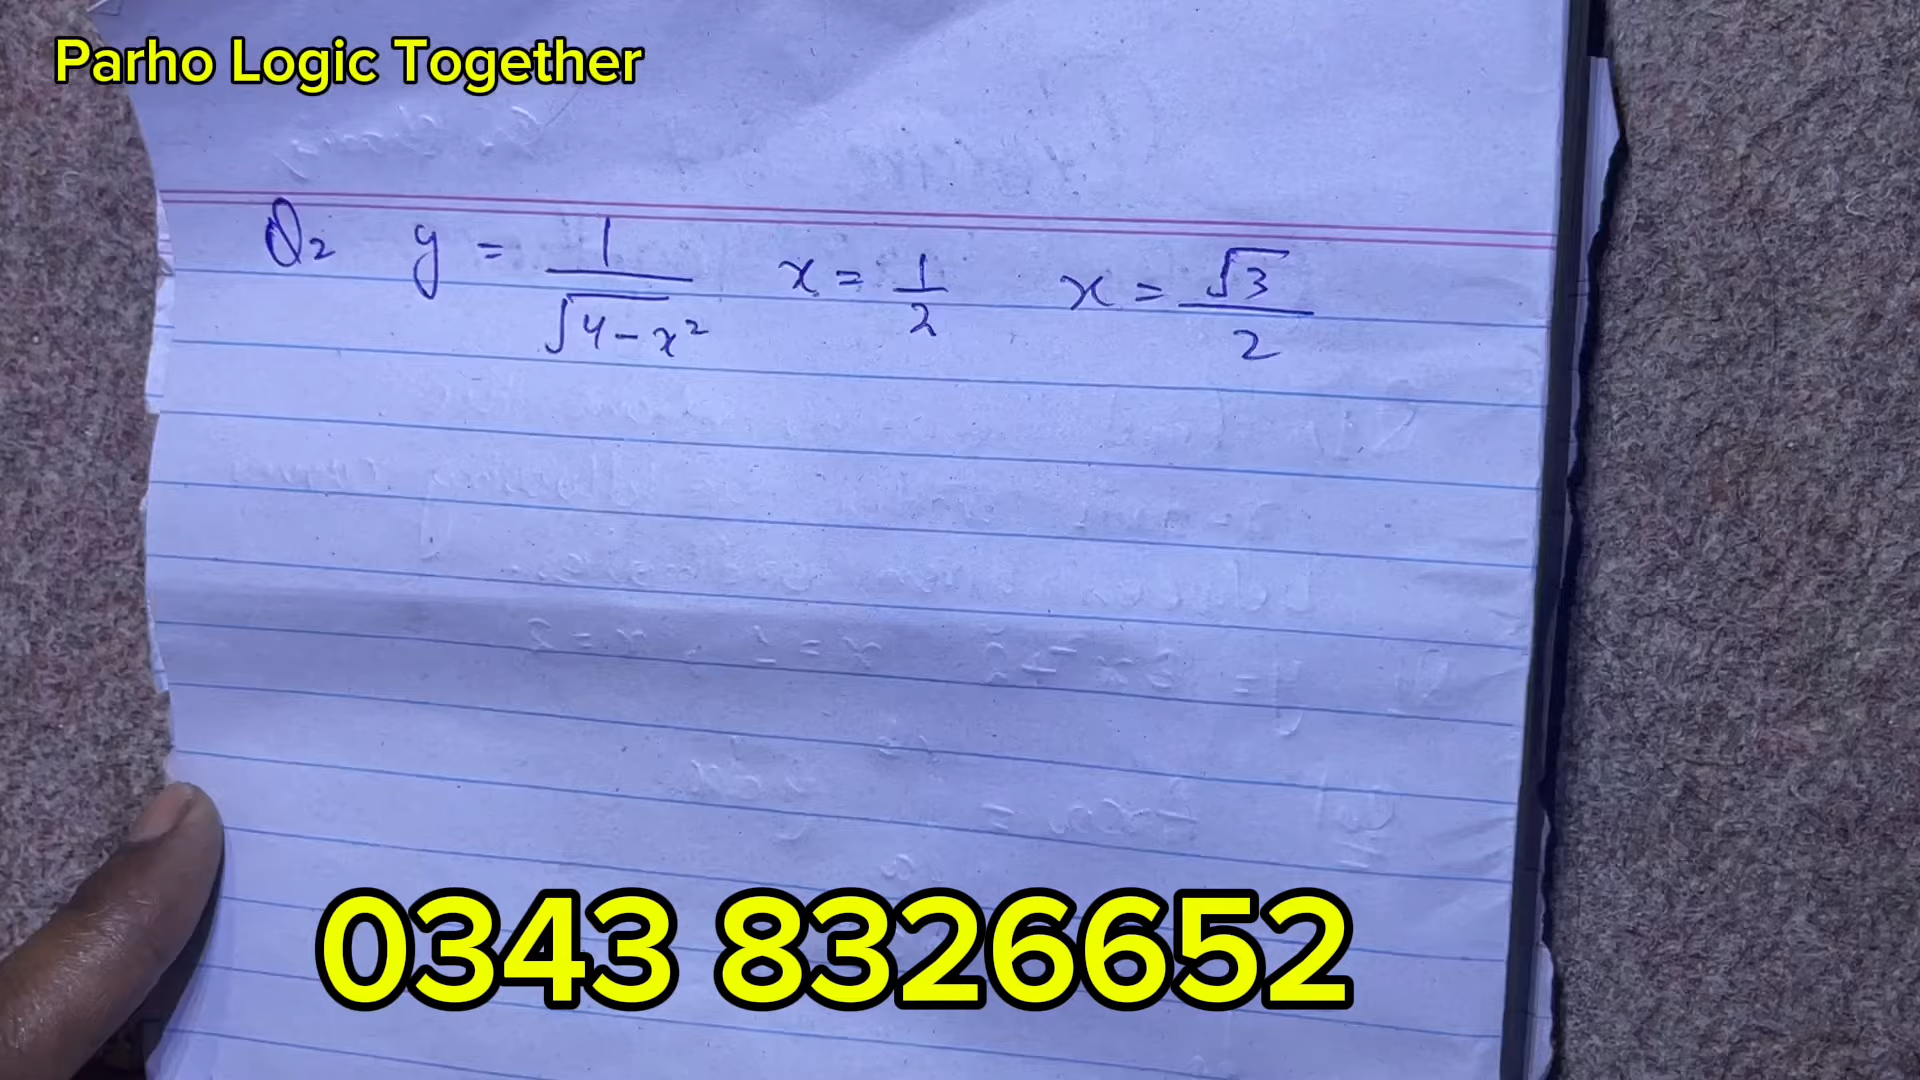 Parho Logic Together
Q2 y = 1/√4-x² x = 1/2 x = √3/2
0343 8326652